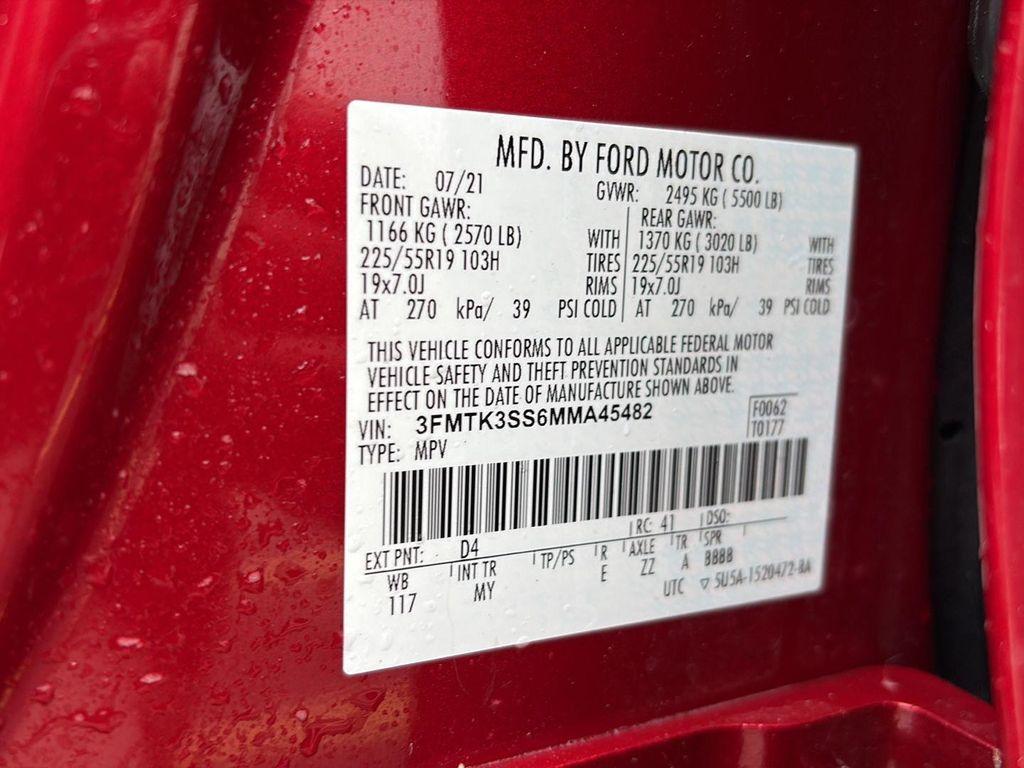 MFD. BY FORD MOTOR CO.
DATE: 07/21 GVWR: 2495 KG ( 5500 LB)
FRONT GAWR: REAR GAWR:
1166 KG ( 2570 LB) WITH 1370 KG ( 3020 LB) WITH
225/55R19 103H TIRES 225/55R19 103H TIRES
19x7.0J RIMS 19x7.0J RIMS
AT 270 kPa/ 39 PSI COLD AT 270 kPa/ 39 PSI COLD
THIS VEHICLE CONFORMS TO ALL APPLICABLE FEDERAL MOTOR
VEHICLE SAFETY AND THEFT PREVENTION STANDARDS IN
EFFECT ON THE DATE OF MANUFACTURE SHOWN ABOVE.
VIN: 3FMTK3SS6MMA45482 F0062
TYPE: MPV T0177
EXT PNT: D4 RC: 41 DSO:
WB INT TR TP/PS R AXLE TR SPR
117 MY E ZZ A BBBB
UTC ▽ 5U5A-1520472-BA